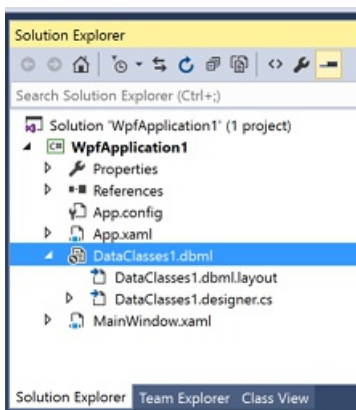 Solution Explorer
Search Solution Explorer (Ctrl+;)
Solution 'WpfApplication1' (1 project)
C# WpfApplication1
Properties
References
App.config
App.xaml
DataClasses1.dbml
DataClasses1.dbml.layout
DataClasses1.designer.cs
MainWindow.xaml
Solution Explorer Team Explorer Class View